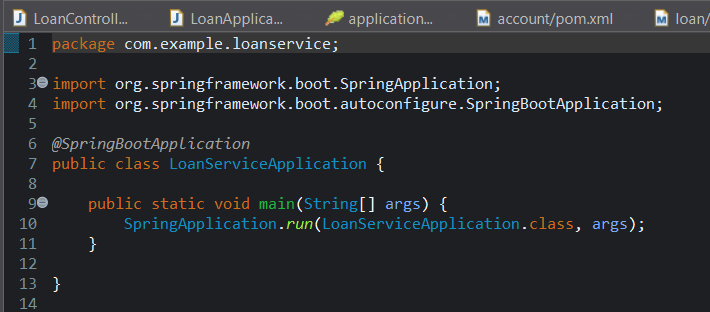 LoanControll... LoanApplica... application... account/pom.xml loan/
1 package com.example.loanservice;
2
3 import org.springframework.boot.SpringApplication;
4 import org.springframework.boot.autoconfigure.SpringBootApplication;
5
6 @SpringBootApplication
7 public class LoanServiceApplication {
8
9 public static void main(String[] args) {
10 SpringApplication.run(LoanServiceApplication.class, args);
11 }
12
13 }
14